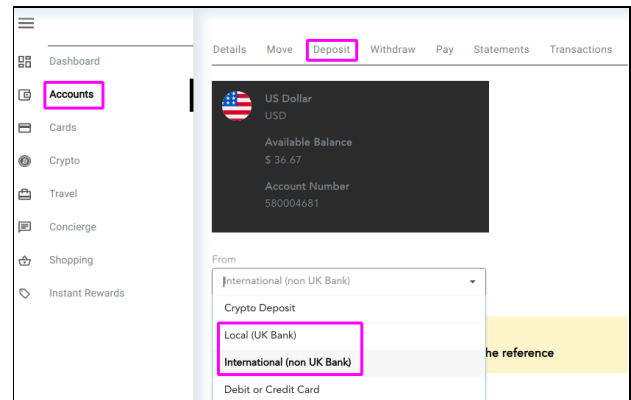 Details Move Deposit Withdraw Pay Statements Transactions
Dashboard
Accounts
Cards
Crypto
Travel
Concierge
Shopping
Instant Rewards
US Dollar
USD
Available Balance
$ 36.67
Account Number
580004681
From
International (non UK Bank)
Crypto Deposit
Local (UK Bank)
International (non UK Bank)
Debit or Credit Card
he reference